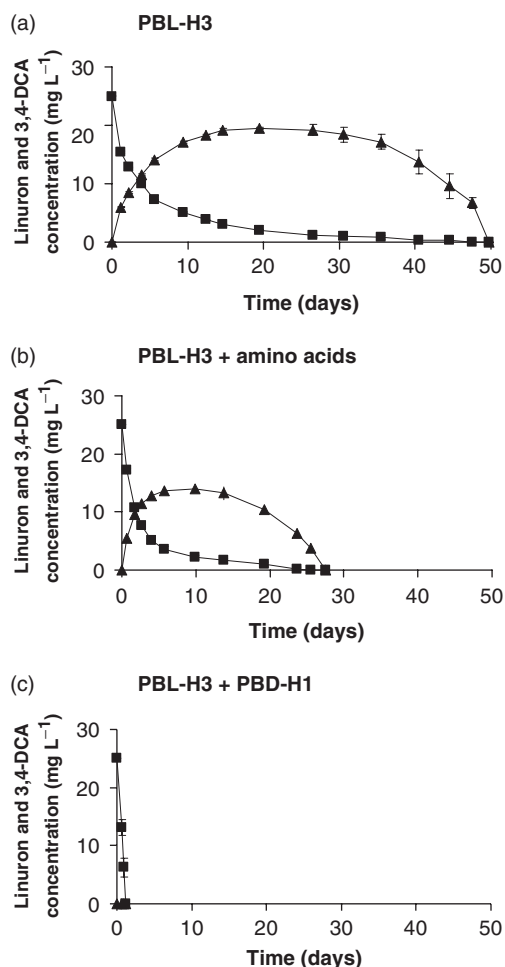 (a) PBL-H3
Linuron and 3,4-DCA
concentration (mg L⁻¹)
30
20
10
0
0 10 20 30 40 50
Time (days)
(b) PBL-H3 + amino acids
Linuron and 3,4-DCA
concentration (mg L⁻¹)
30
20
10
0
0 10 20 30 40 50
Time (days)
(c) PBL-H3 + PBD-H1
Linuron and 3,4-DCA
concentration (mg L⁻¹)
30
20
10
0
0 10 20 30 40 50
Time (days)